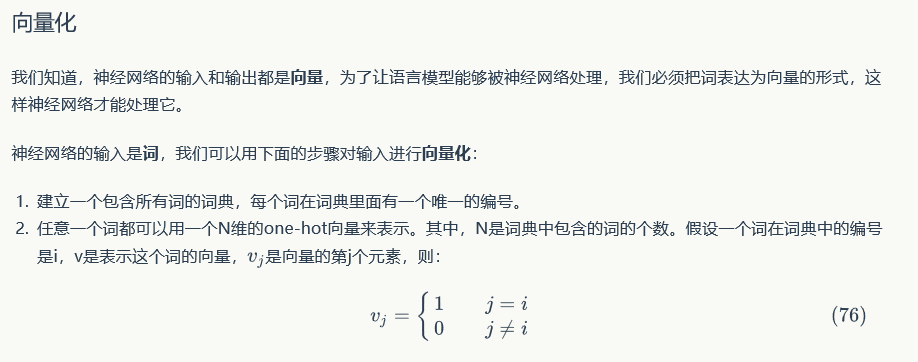 向量化
我们知道，神经网络的输入和输出都是向量，为了让语言模型能够被神经网络处理，我们必须把词表达为向量的形式，这
样神经网络才能处理它。
神经网络的输入是词，我们可以用下面的步骤对输入进行向量化：
1. 建立一个包含所有词的词典，每个词在词典里面有一个唯一的编号。
2. 任意一个词都可以用一个N维的one-hot向量来表示。其中，N是词典中包含的词的个数。假设一个词在词典中的编号
是i，v是表示这个词的向量，v_j是向量的第j个元素，则：
v_j = { 1 j = i
0 j ≠ i (76)